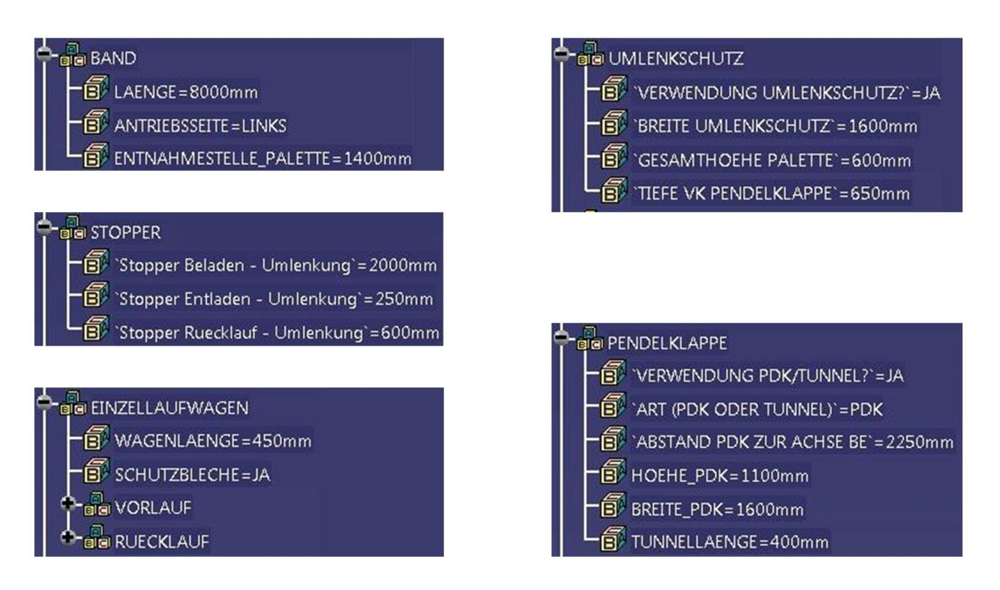 BAND
LAENGE=8000mm
ANTRIEBSSEITE=LINKS
ENTNAHMESTELLE_PALETTE=1400mm
STOPPER
`Stopper Beladen - Umlenkung`=2000mm
`Stopper Entladen - Umlenkung`=250mm
`Stopper Ruecklauf - Umlenkung`=600mm
EINZELLAUFWAGEN
WAGENLAENGE=450mm
SCHUTZBLECHE=JA
VORLAUF
RUECKLAUF
UMLENKSCHUTZ
`VERWENDUNG UMLENKSCHUTZ?`=JA
`BREITE UMLENKSCHUTZ`=1600mm
`GESAMTHOEHE PALETTE`=600mm
`TIEFE VK PENDELKLAPPE`=650mm
PENDELKLAPPE
`VERWENDUNG PDK/TUNNEL?`=JA
`ART (PDK ODER TUNNEL)`=PDK
`ABSTAND PDK ZUR ACHSE BE`=2250mm
HOEHE_PDK=1100mm
BREITE_PDK=1600mm
TUNNELLAENGE=400mm